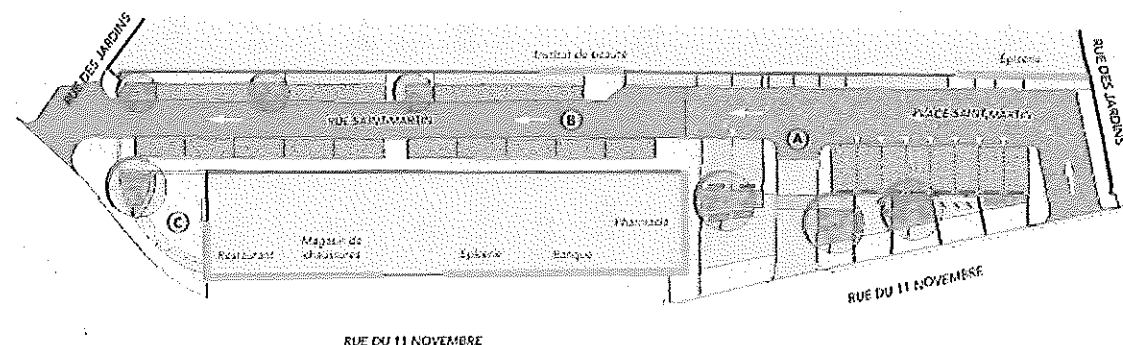 RUE DES JARDINS
Institut de beauté
Épicerie
RUE DES JARDINS
RUE SAINT-MARTIN
B
PLACE SAINT-MARTIN
A
C
Pharmacie
Restaurant
Magasin de
chaussures
Épicerie
Banque
RUE DU 11 NOVEMBRE
RUE DU 11 NOVEMBRE